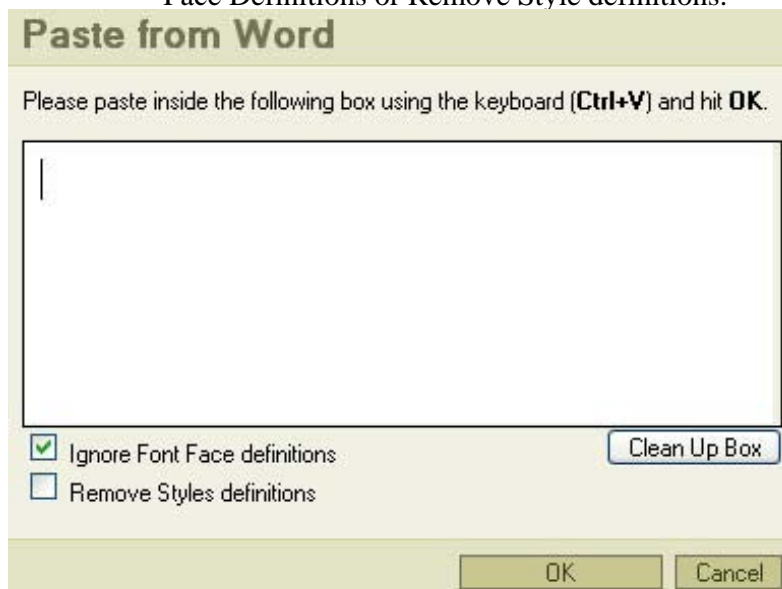 Face Definitions or Remove Style definitions.
Paste from Word
Please paste inside the following box using the keyboard (Ctrl+V) and hit OK.
Ignore Font Face definitions
Clean Up Box
Remove Styles definitions
OK
Cancel